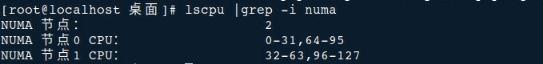 [root@localhost 桌面]# lscpu |grep -i numa
NUMA 节点： 2
NUMA 节点0 CPU： 0-31,64-95
NUMA 节点1 CPU： 32-63,96-127